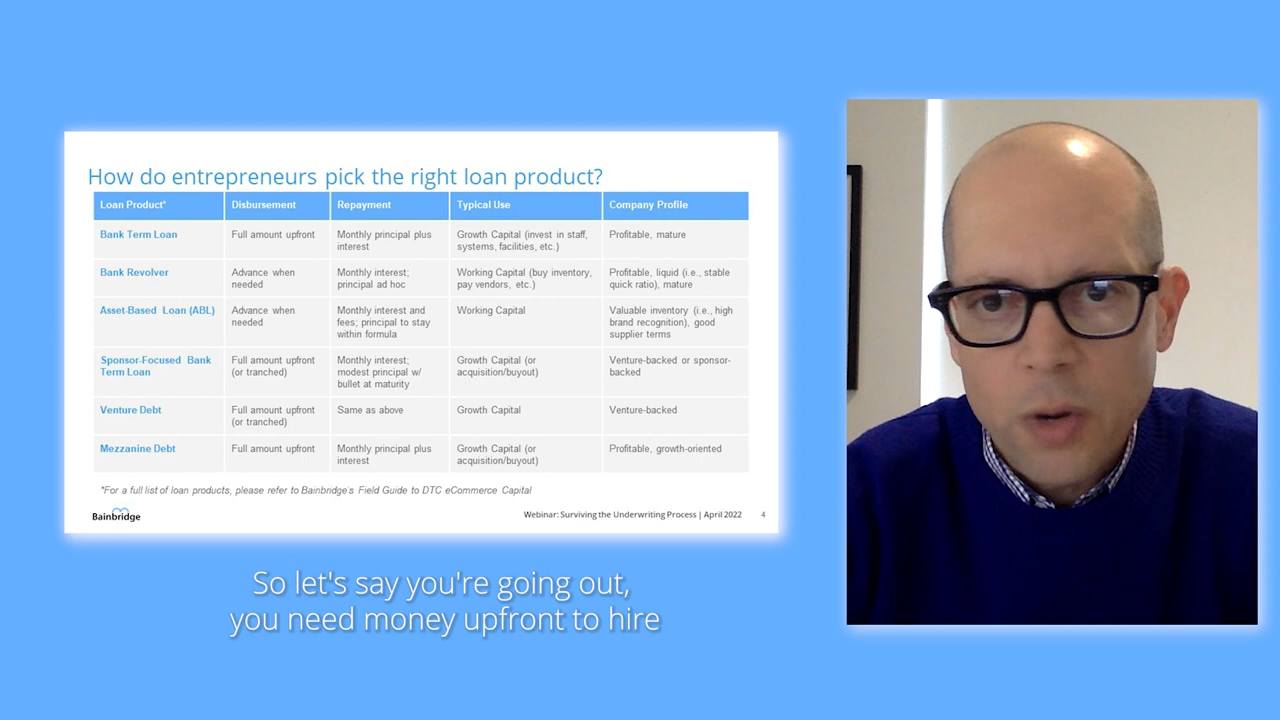 How do entrepreneurs pick the right loan product?
Loan Product* Disbursement Repayment Typical Use Company Profile
Bank Term Loan Full amount upfront Monthly principal plus interest Growth Capital (invest in staff, systems, facilities, etc.) Profitable, mature
Bank Revolver Advance when needed Monthly interest; principal ad hoc Working Capital (buy inventory, pay vendors, etc.) Profitable, liquid (i.e., stable quick ratio), mature
Asset-Based Loan (ABL) Advance when needed Monthly interest and fees; principal to stay within formula Working Capital Valuable inventory (i.e., high brand recognition), good supplier terms
Sponsor-Focused Bank Term Loan Full amount upfront (or tranched) Monthly interest; modest principal w/ bullet at maturity Growth Capital (or acquisition/buyout) Venture-backed or sponsor-backed
Venture Debt Full amount upfront (or tranched) Same as above Growth Capital Venture-backed
Mezzanine Debt Full amount upfront Monthly principal plus interest Growth Capital (or acquisition/buyout) Profitable, growth-oriented
*For a full list of loan products, please refer to Bainbridge's Field Guide to DTC eCommerce Capital
Bainbridge Webinar: Surviving the Underwriting Process | April 2022 4
So let's say you're going out,
you need money upfront to hire